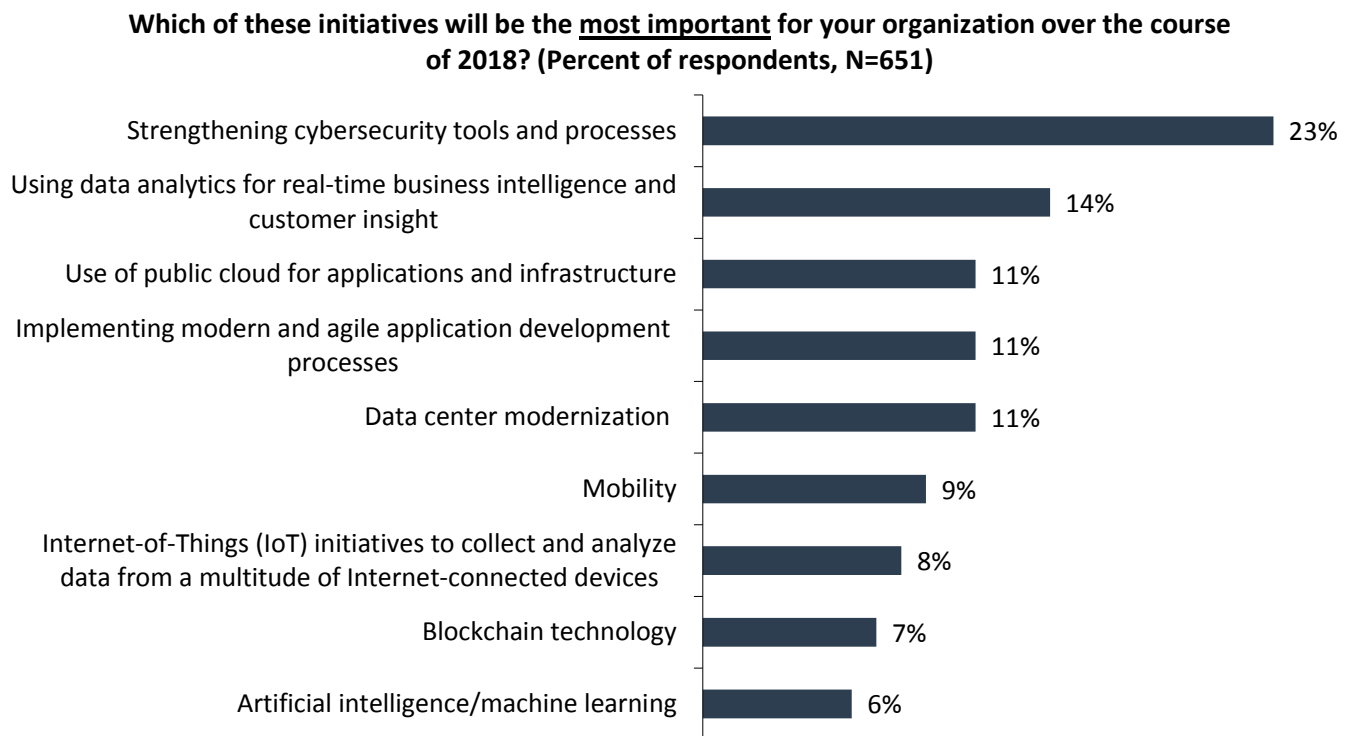 Which of these initiatives will be the most important for your organization over the course
of 2018? (Percent of respondents, N=651)
Strengthening cybersecurity tools and processes
23%
Using data analytics for real-time business intelligence and
customer insight
14%
Use of public cloud for applications and infrastructure
11%
Implementing modern and agile application development
processes
11%
Data center modernization
11%
Mobility
9%
Internet-of-Things (IoT) initiatives to collect and analyze
data from a multitude of Internet-connected devices
8%
Blockchain technology
7%
Artificial intelligence/machine learning
6%